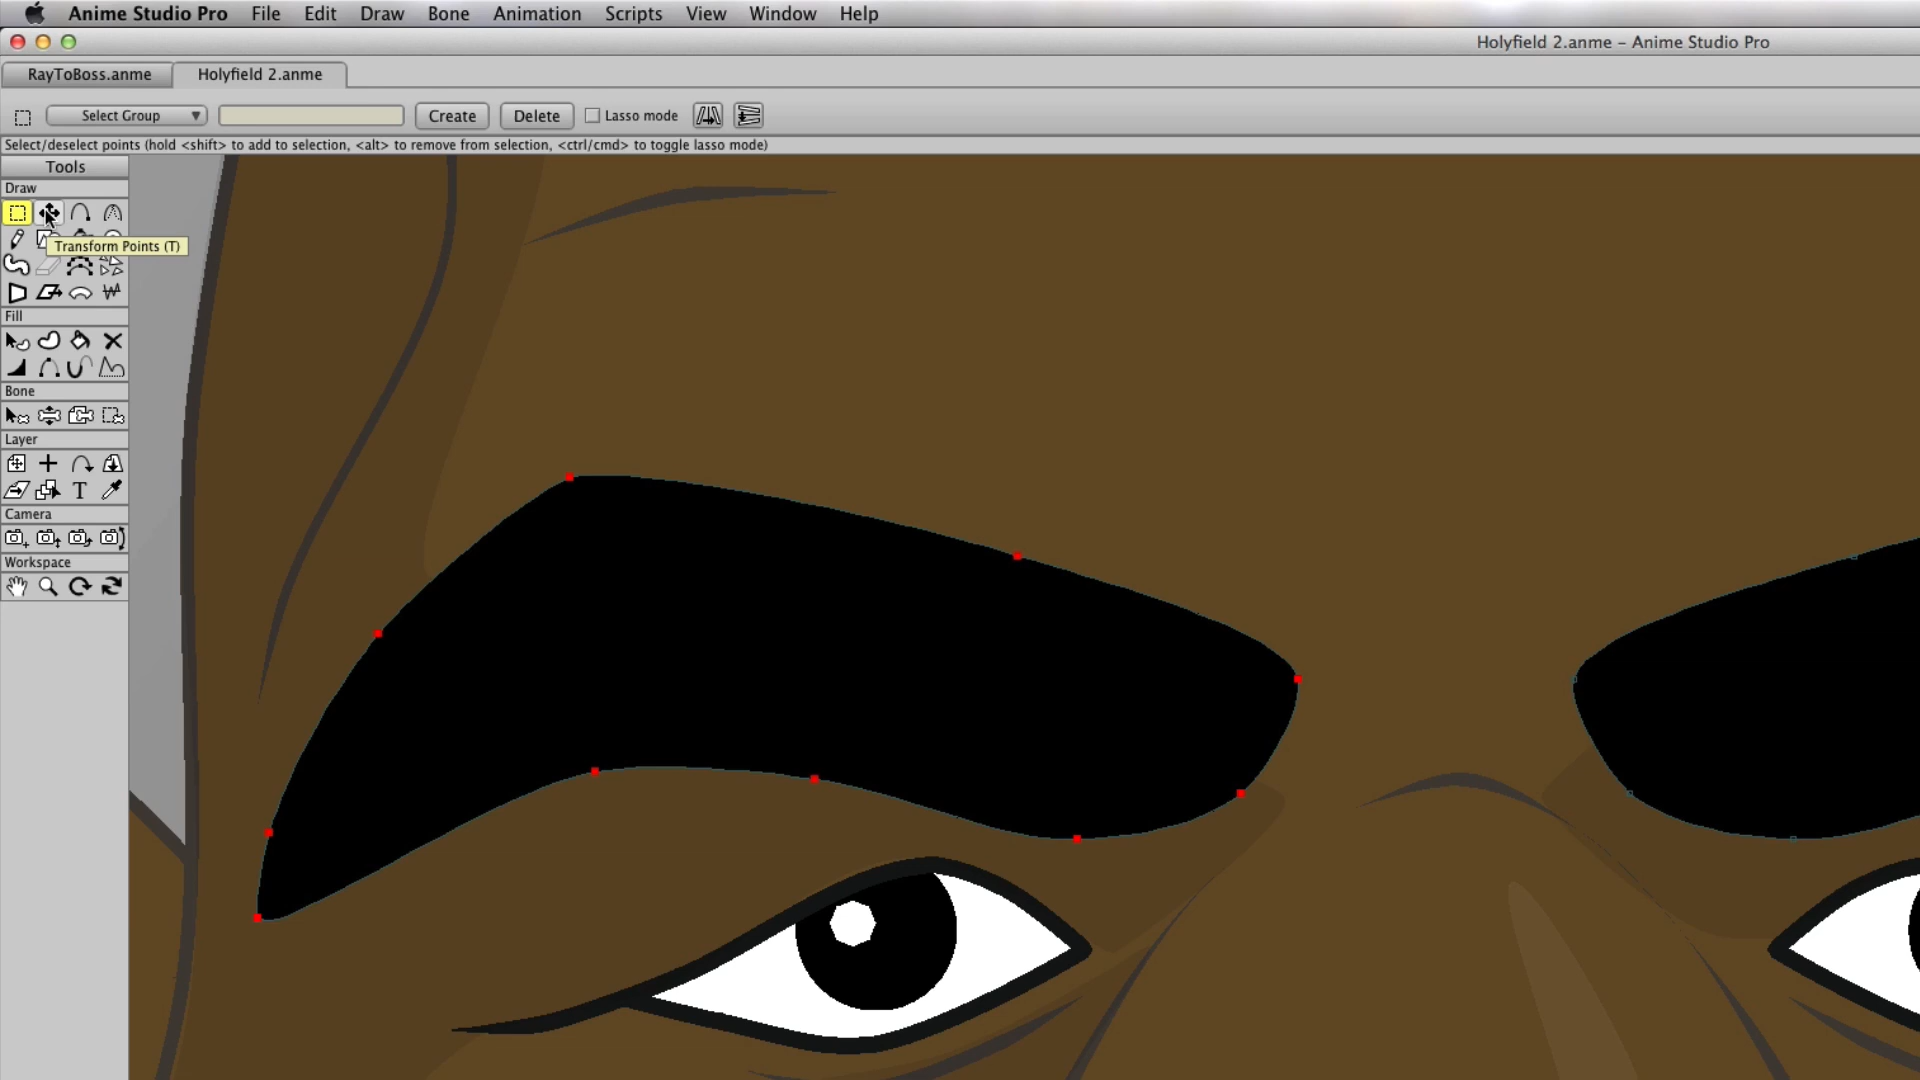 Anime Studio Pro File Edit Draw Bone Animation Scripts View Window Help
Holyfield 2.anme – Anime Studio Pro
RayToBoss.anme Holyfield 2.anme
Select Group Create Delete Lasso mode
Select/deselect points (hold <shift> to add to selection, <alt> to remove from selection, <ctrl/cmd> to toggle lasso mode)
Tools
Draw
Transform Points (T)
Fill
Bone
Layer
Camera
Workspace